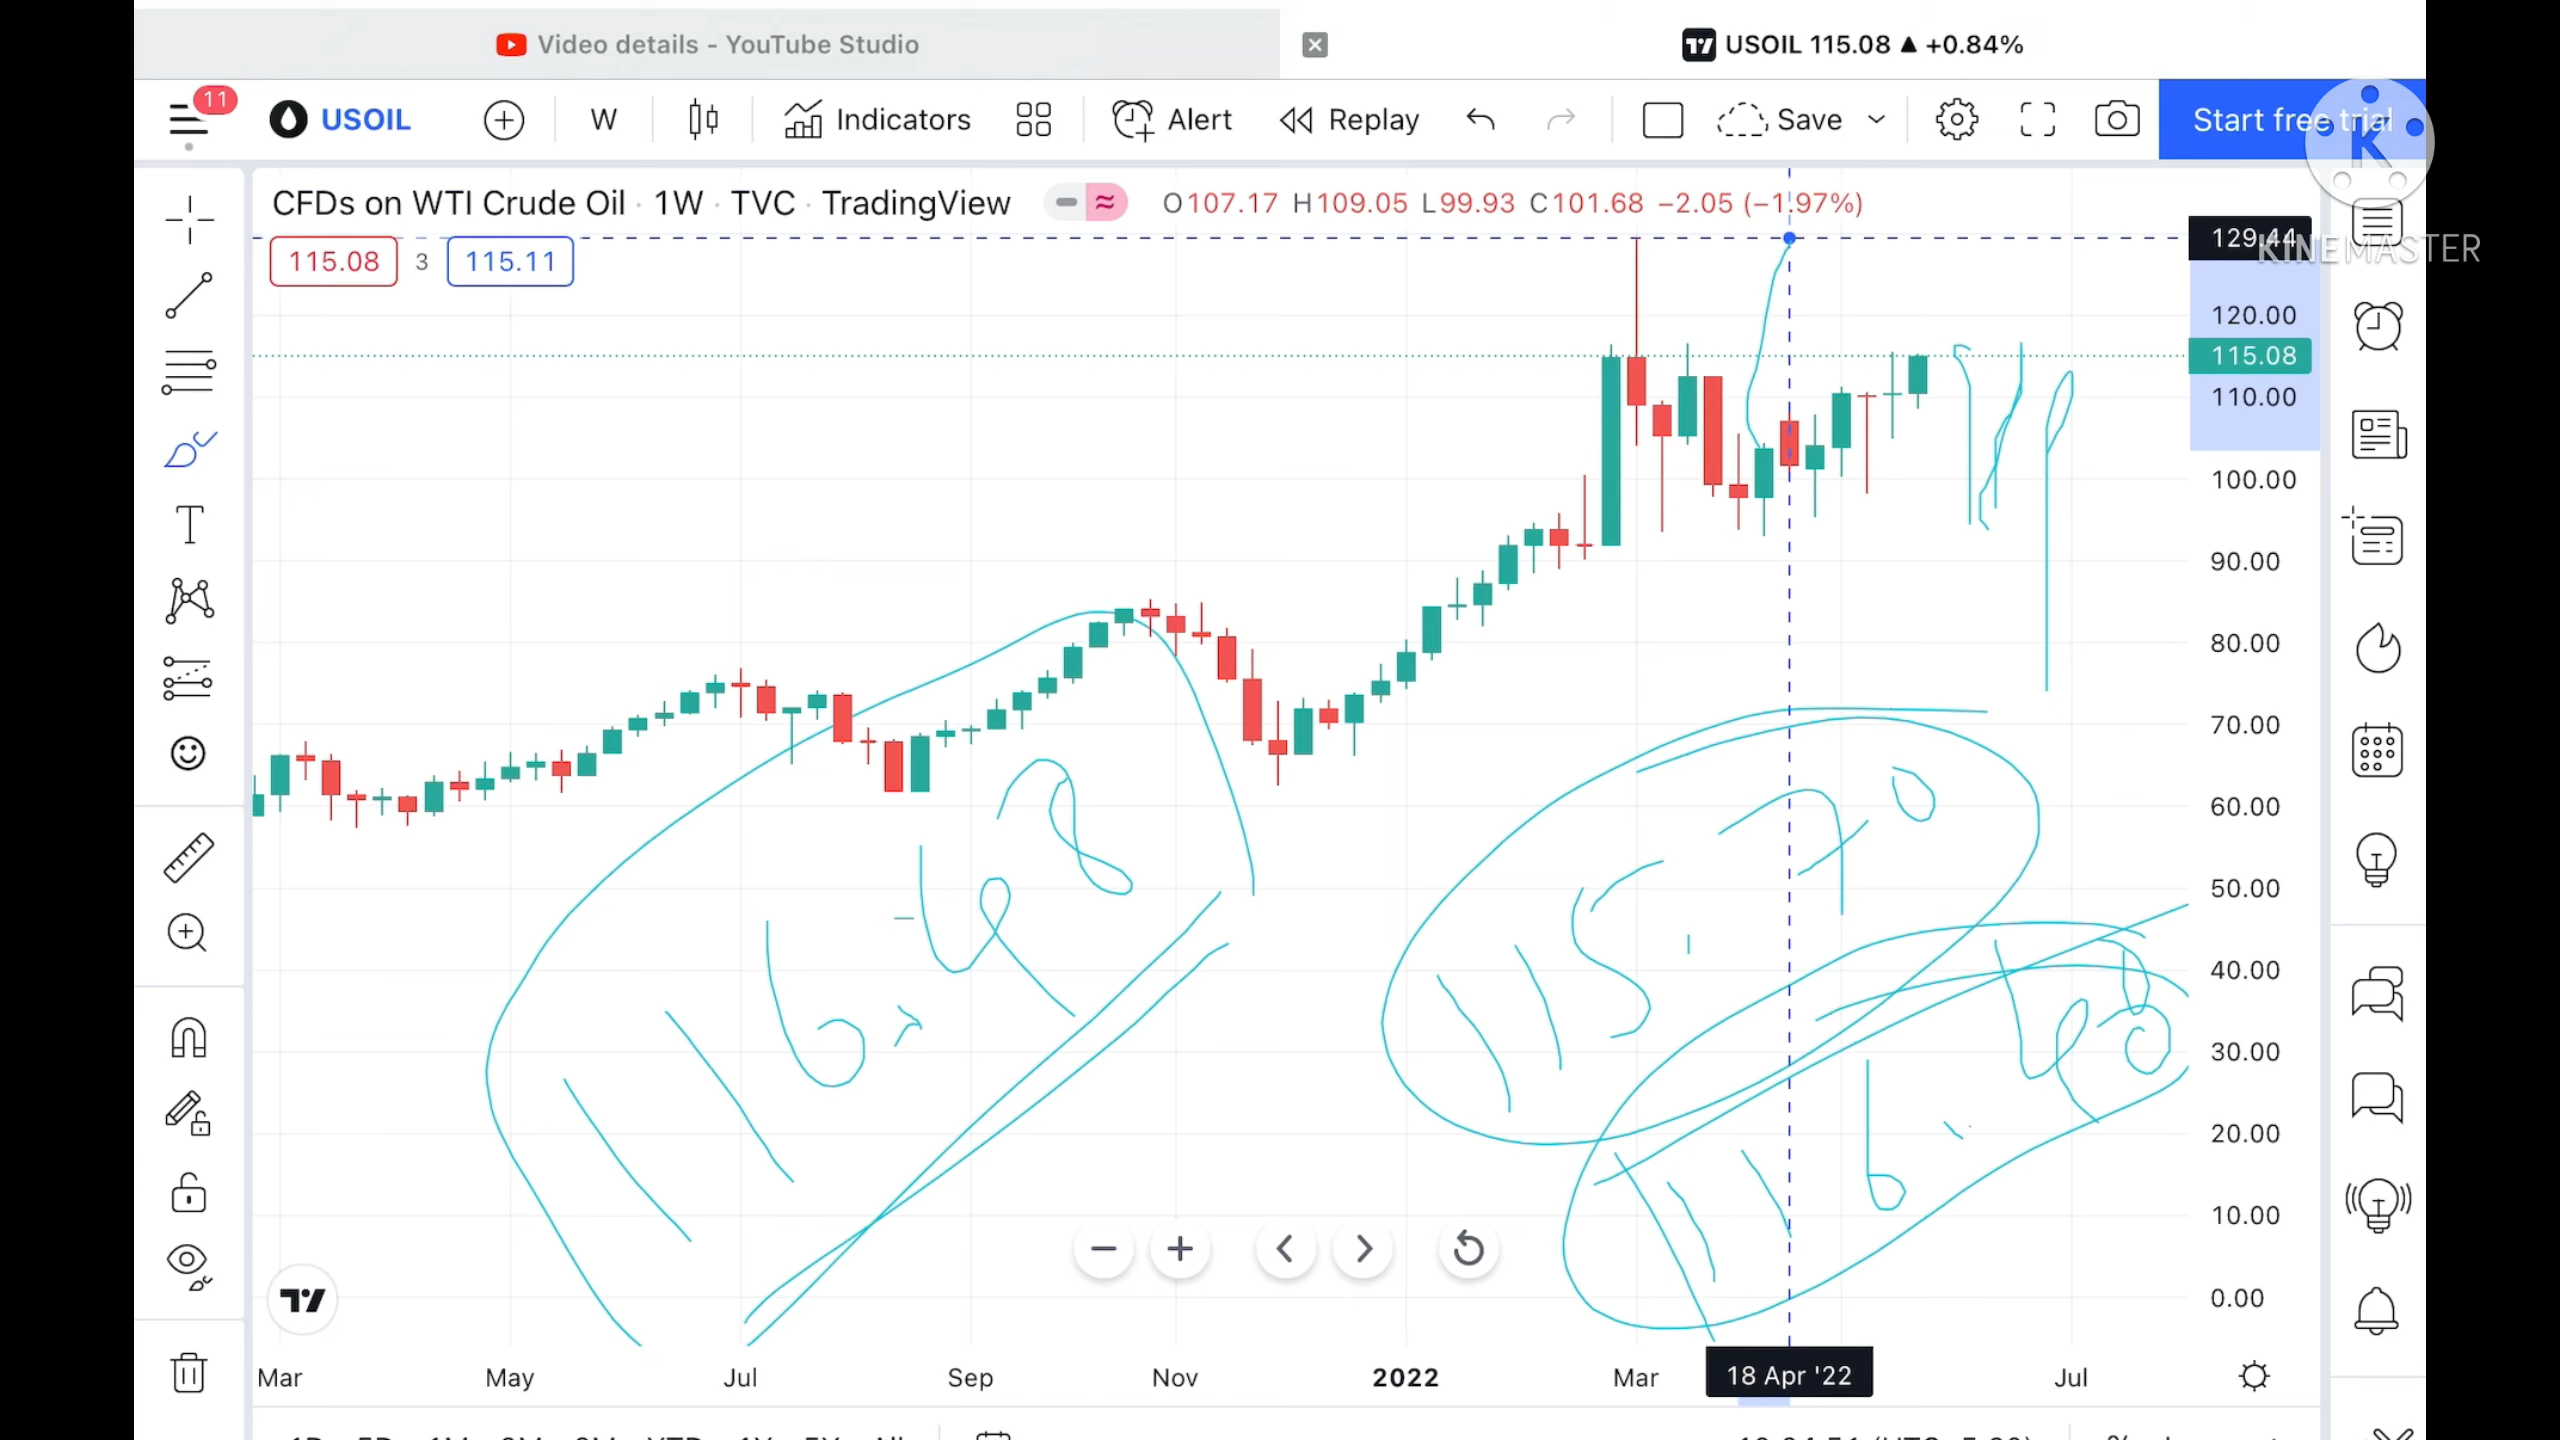 Video details - YouTube Studio
USOIL 115.08 ▲ +0.84%
11
USOIL
W
Indicators
Alert
Replay
Save
Start free trial
K
KINEMASTER
CFDs on WTI Crude Oil · 1W · TVC · TradingView
O107.17 H109.05 L99.93 C101.68 −2.05 (−1.97%)
115.08 3 115.11
129.44
120.00
115.08
110.00
100.00
90.00
80.00
70.00
60.00
50.00
40.00
30.00
20.00
10.00
0.00
115.70
116.
Mar May Jul Sep Nov 2022 Mar 18 Apr '22 Jul